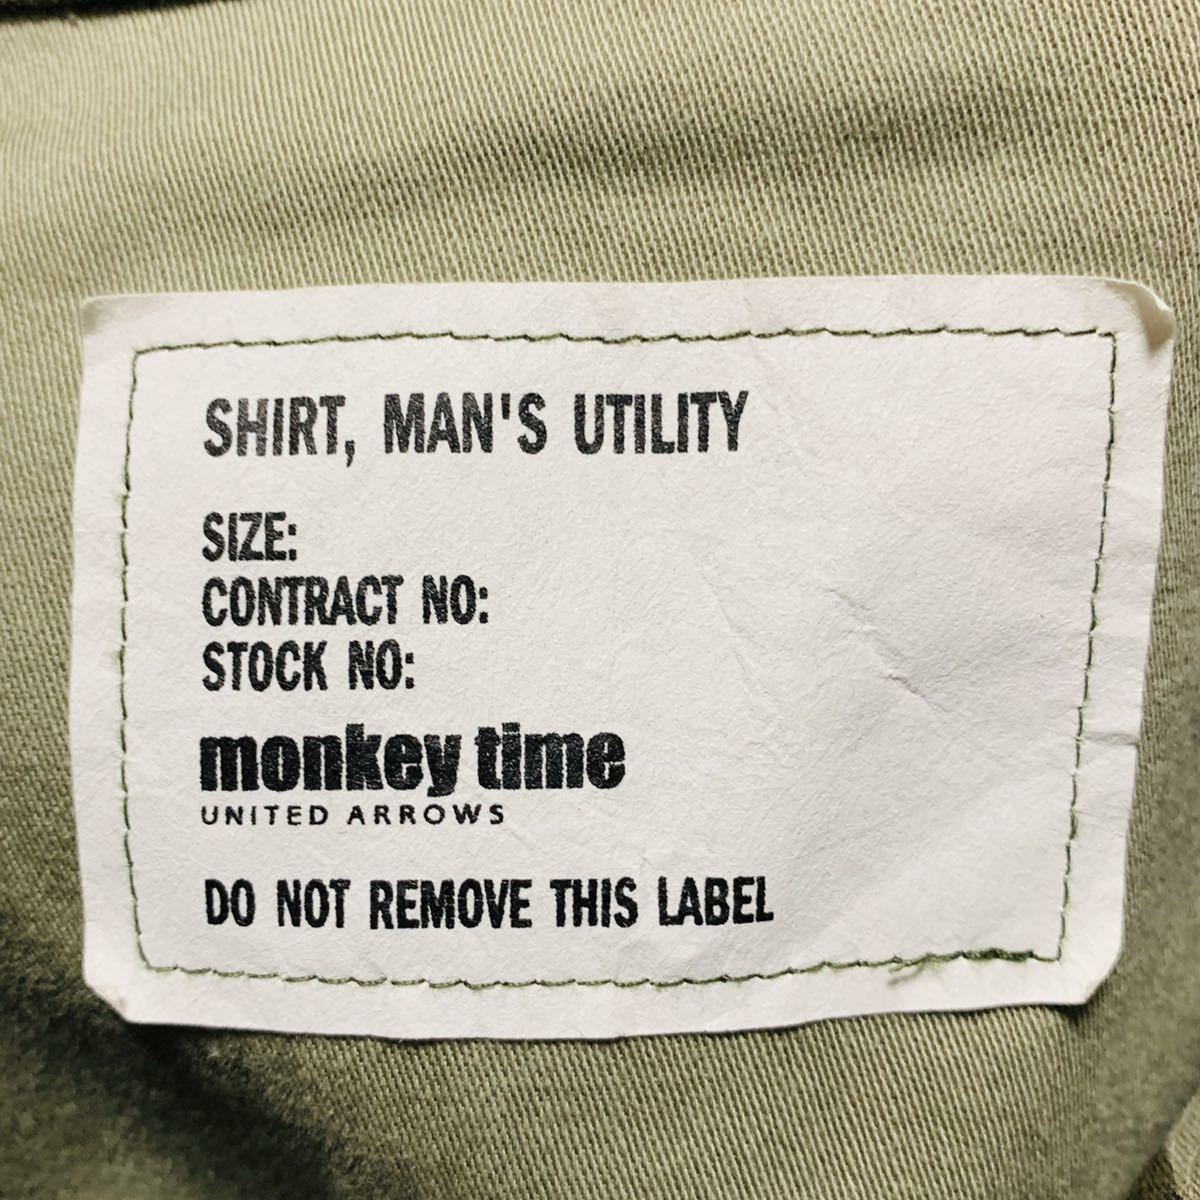 SHIRT, MAN'S UTILITY
SIZE:
CONTRACT NO:
STOCK NO:
monkey time
UNITED ARROWS
DO NOT REMOVE THIS LABEL